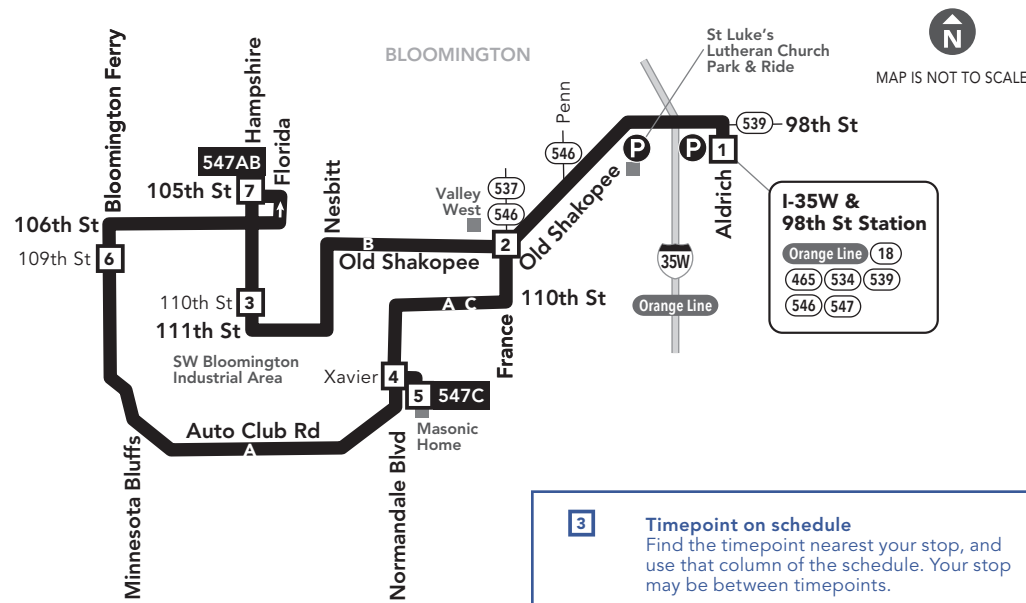 BLOOMINGTON
St Luke's
Lutheran Church
Park & Ride
N
MAP IS NOT TO SCALE
Bloomington Ferry
Hampshire
Florida
547AB
105th St
7
Nesbitt
Penn
546
P
P
539
98th St
1
Aldrich
106th St
109th St
6
Valley
West
537
546
2
B
Old Shakopee
Old Shakopee
35W
Orange Line
I-35W &
98th St Station
Orange Line
18
465
534
539
546
547
110th St
3
111th St
A C
110th St
France
SW Bloomington
Industrial Area
Xavier
4
5
547C
Masonic
Home
Auto Club Rd
A
Minnesota Bluffs
Normandale Blvd
3
Timepoint on schedule
Find the timepoint nearest your stop, and
use that column of the schedule. Your stop
may be between timepoints.